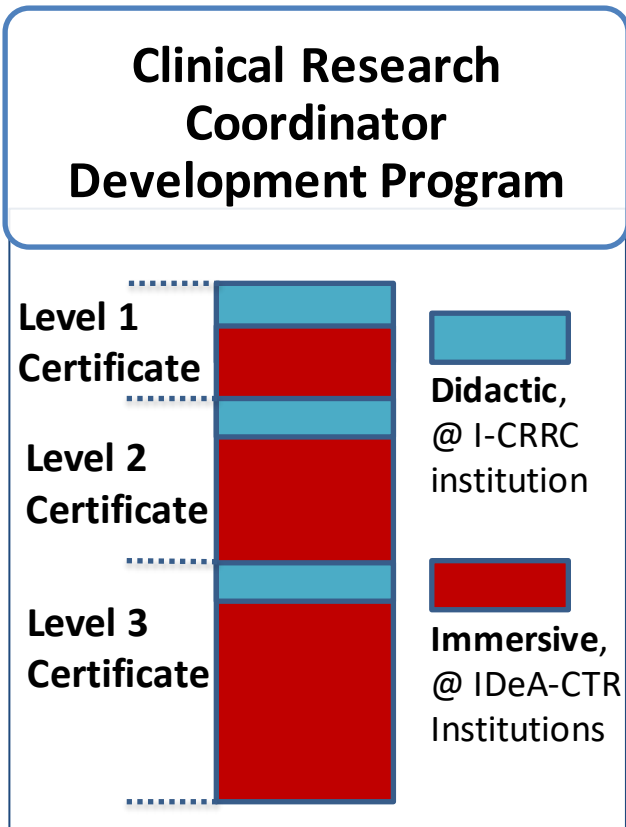 Clinical Research
Coordinator
Development Program
Level 1
Certificate
Level 2
Certificate
Level 3
Certificate
Didactic,
@ I-CRRC
institution
Immersive,
@ IDeA-CTR
Institutions